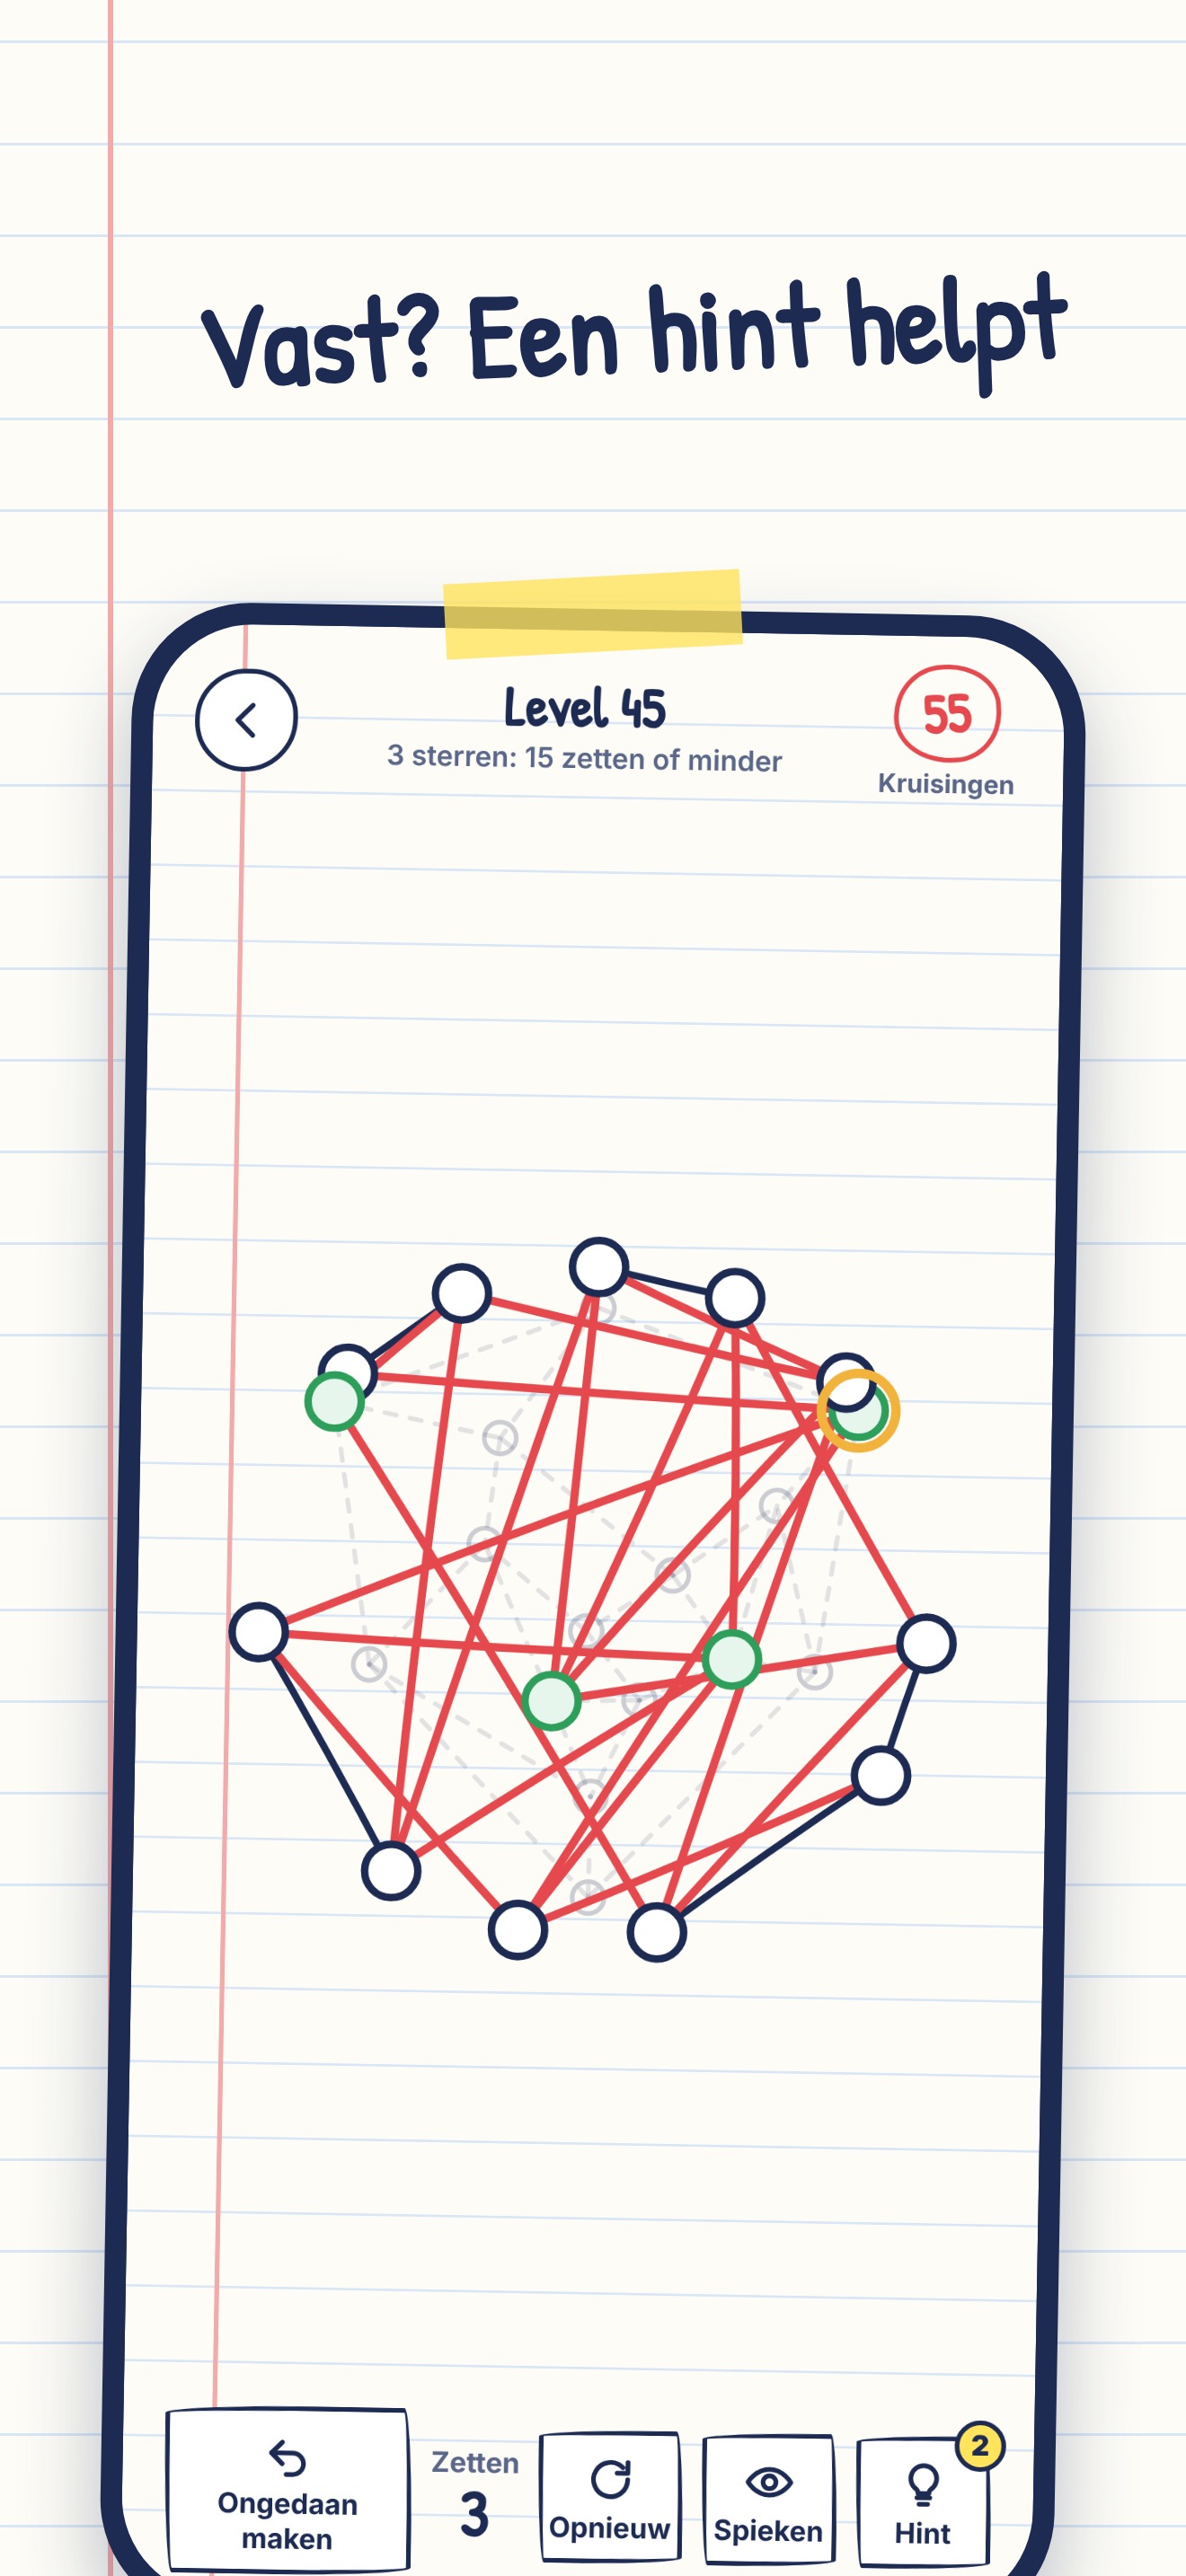 Vast? Een hint helpt
Level 45
3 sterren: 15 zetten of minder
55
Kruisingen
Ongedaan
maken
Zetten
3
Opnieuw
Spieken
2
Hint